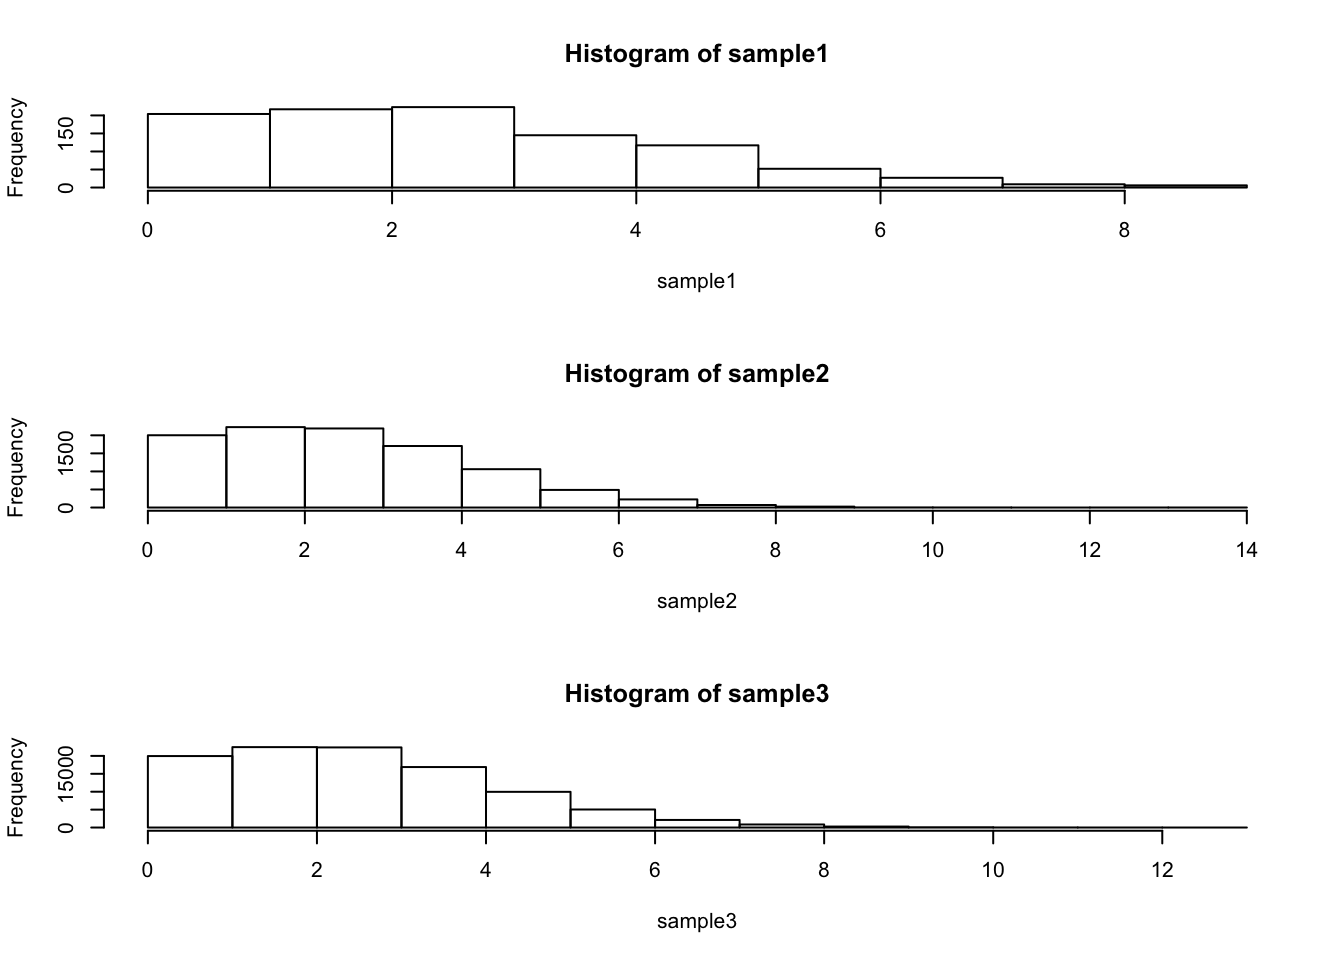 Histogram of sample1
Frequency
150
0
0 2 4 6 8
sample1
Histogram of sample2
Frequency
1500
0
0 2 4 6 8 10 12 14
sample2
Histogram of sample3
Frequency
15000
0
0 2 4 6 8 10 12
sample3